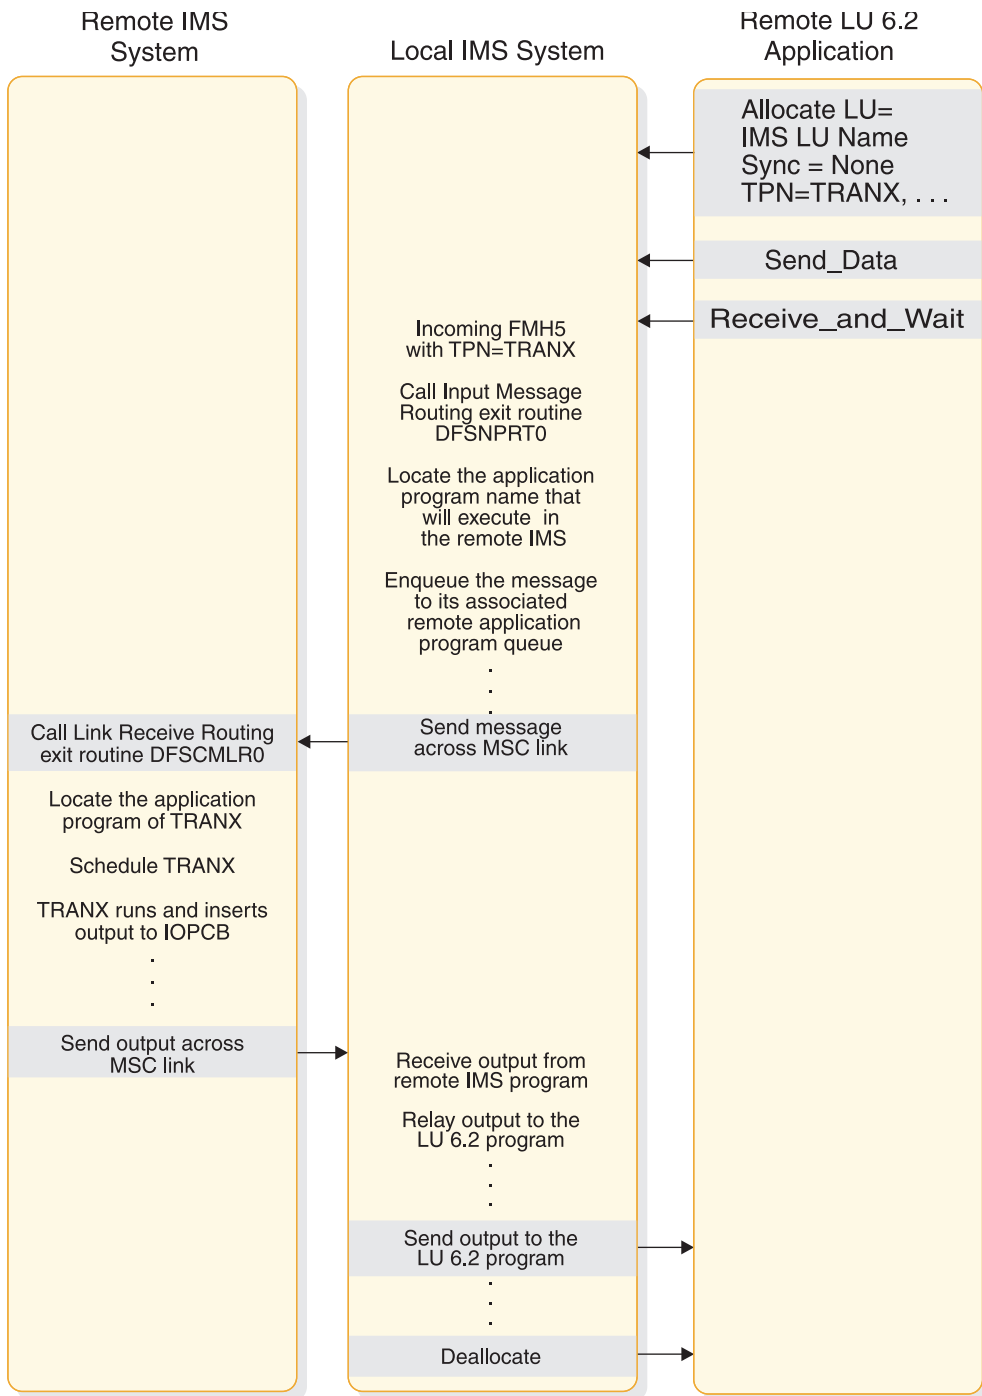 Remote IMS
System
Local IMS System
Remote LU 6.2
Application
Allocate LU=
IMS LU Name
Sync = None
TPN=TRANX, . . .
Send_Data
Receive_and_Wait
Incoming FMH5
with TPN=TRANX
Call Input Message
Routing exit routine
DFSNPRT0
Locate the application
program name that
will execute in
the remote IMS
Enqueue the message
to its associated
remote application
program queue
.
.
.
Send message
across MSC link
Call Link Receive Routing
exit routine DFSCMLR0
Locate the application
program of TRANX
Schedule TRANX
TRANX runs and inserts
output to IOPCB
.
.
.
Send output across
MSC link
Receive output from
remote IMS program
Relay output to the
LU 6.2 program
.
.
.
Send output to the
LU 6.2 program
.
.
.
Deallocate